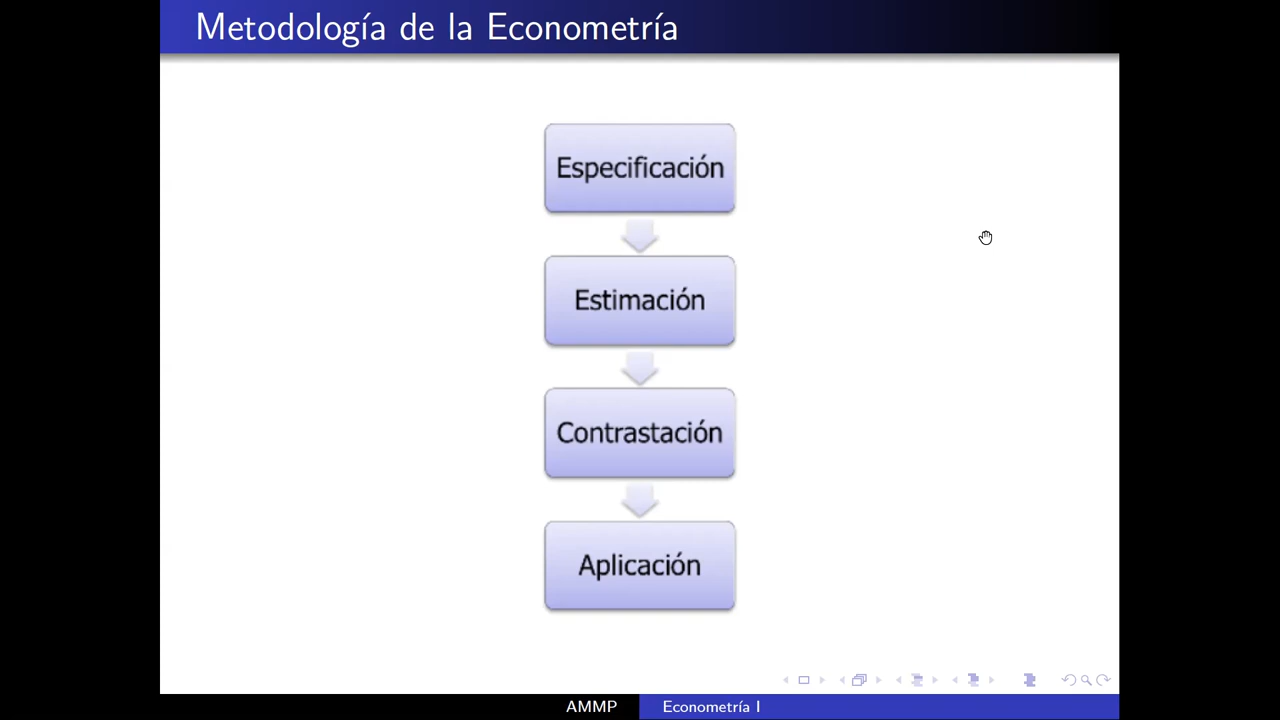 Metodología de la Econometría
Especificación
Estimación
Contrastación
Aplicación
AMMP
Econometría I